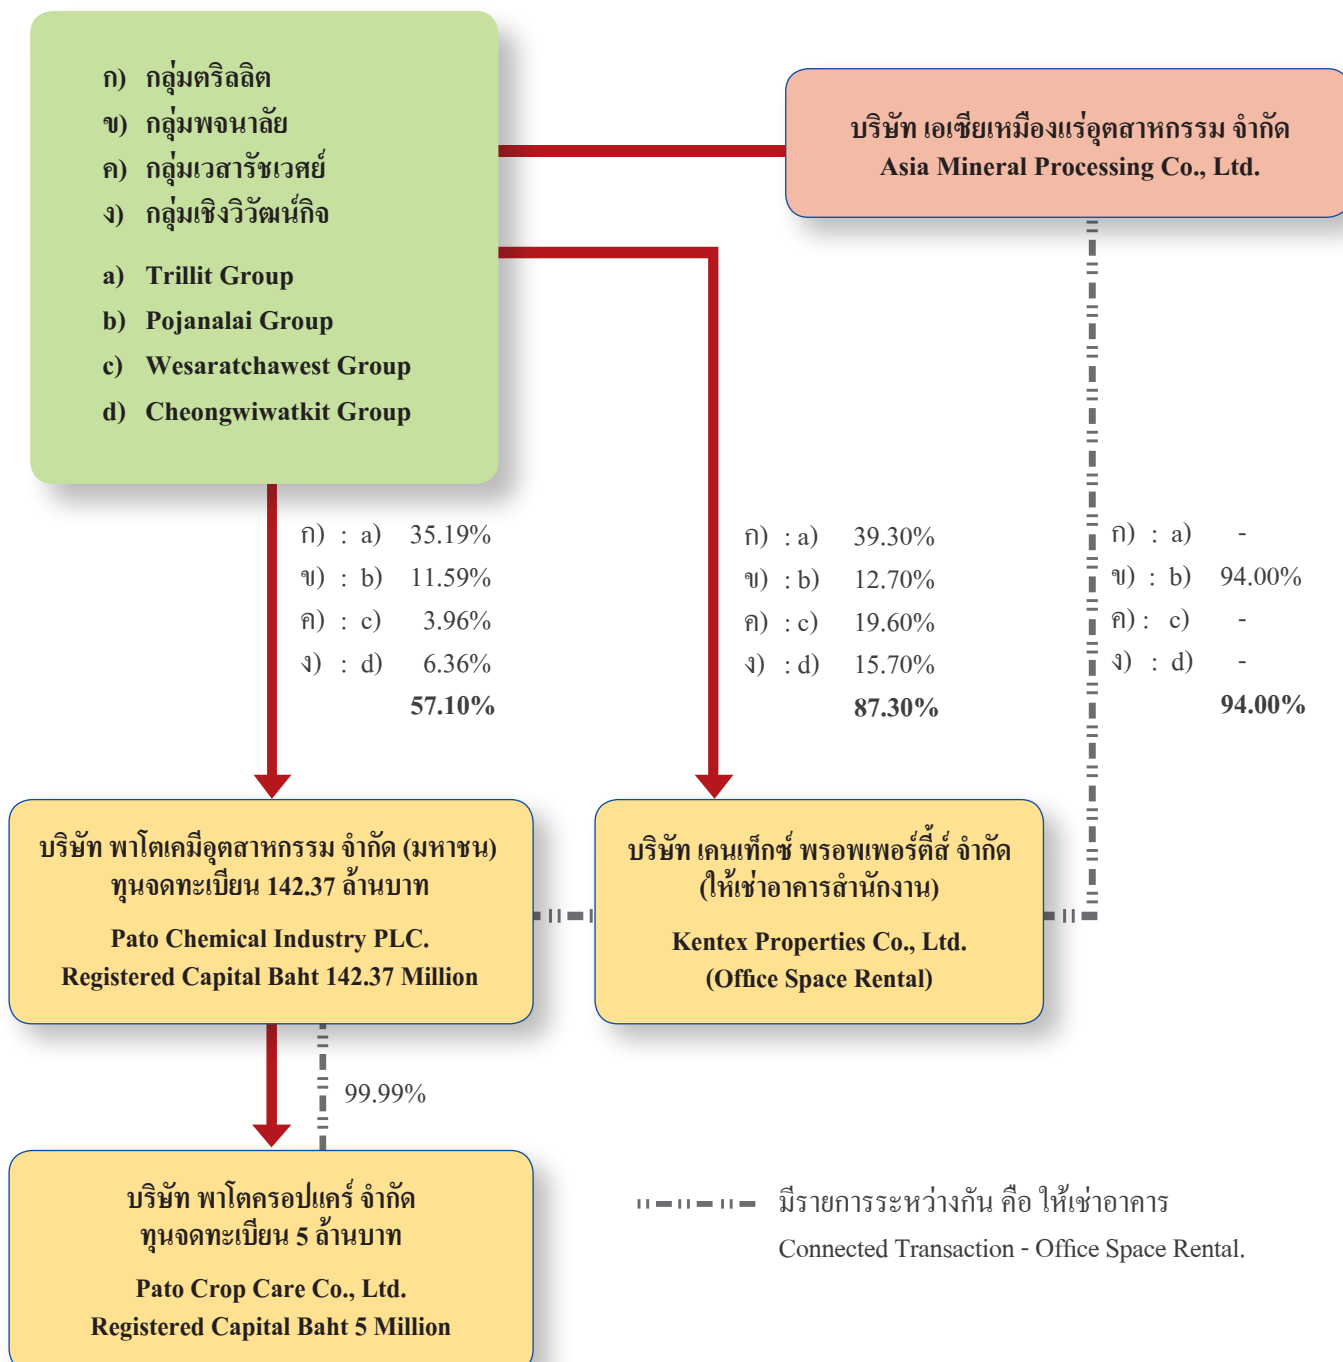 ก) กลุ่มตริลลิต
ข) กลุ่มพจนาลัย
ค) กลุ่มเวสารัชเวศย์
ง) กลุ่มเชิงวิวัฒน์กิจ
a) Trillit Group
b) Pojanalai Group
c) Wesaratchawest Group
d) Cheongwiwatkit Group
บริษัท เอเซียเหมืองแร่อุตสาหกรรม จำกัด
Asia Mineral Processing Co., Ltd.
ก) : a) 35.19%
ข) : b) 11.59%
ค) : c) 3.96%
ง) : d) 6.36%
57.10%
ก) : a) 39.30%
ข) : b) 12.70%
ค) : c) 19.60%
ง) : d) 15.70%
87.30%
ก) : a) -
ข) : b) 94.00%
ค) : c) -
ง) : d) -
94.00%
บริษัท พาโตเคมีอุตสาหกรรม จำกัด (มหาชน)
ทุนจดทะเบียน 142.37 ล้านบาท
Pato Chemical Industry PLC.
Registered Capital Baht 142.37 Million
บริษัท เคนเท็กซ์ พรอพเพอร์ตี้ส์ จำกัด
(ให้เช่าอาคารสำนักงาน)
Kentex Properties Co., Ltd.
(Office Space Rental)
99.99%
บริษัท พาโตครอปแคร์ จำกัด
ทุนจดทะเบียน 5 ล้านบาท
Pato Crop Care Co., Ltd.
Registered Capital Baht 5 Million
มีรายการระหว่างกัน คือ ให้เช่าอาคาร
Connected Transaction - Office Space Rental.